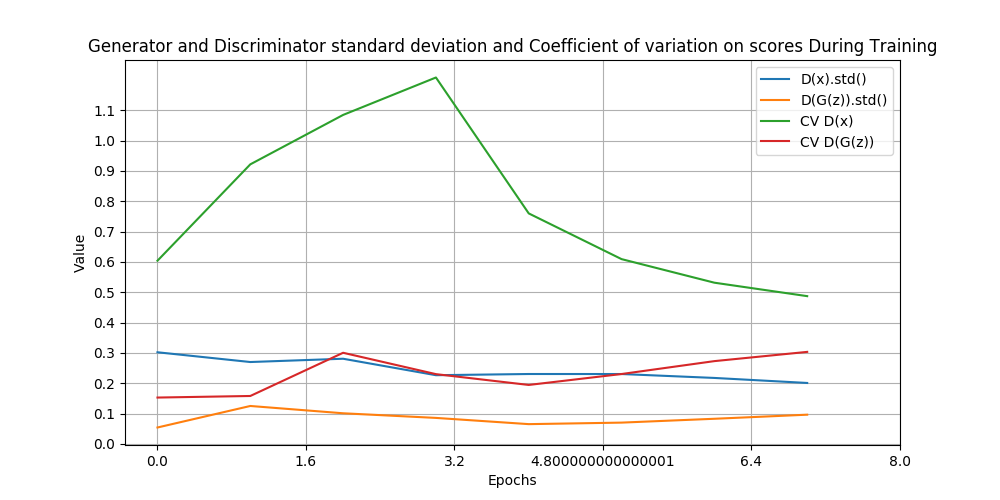 Generator and Discriminator standard deviation and Coefficient of variation on scores During Training
D(x).std()
D(G(z)).std()
CV D(x)
CV D(G(z))
Value
1.1
1.0
0.9
0.8
0.7
0.6
0.5
0.4
0.3
0.2
0.1
0.0
0.0 1.6 3.2 4.800000000000001 6.4 8.0
Epochs